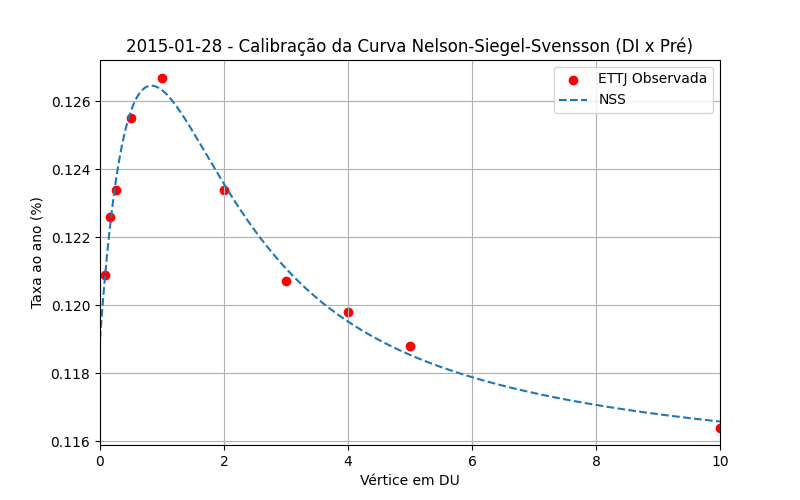 2015-01-28 - Calibração da Curva Nelson-Siegel-Svensson (DI x Pré)
ETTJ Observada
NSS
0.126
0.124
0.122
0.120
0.118
0.116
Taxa ao ano (%)
0 2 4 6 8 10
Vértice em DU